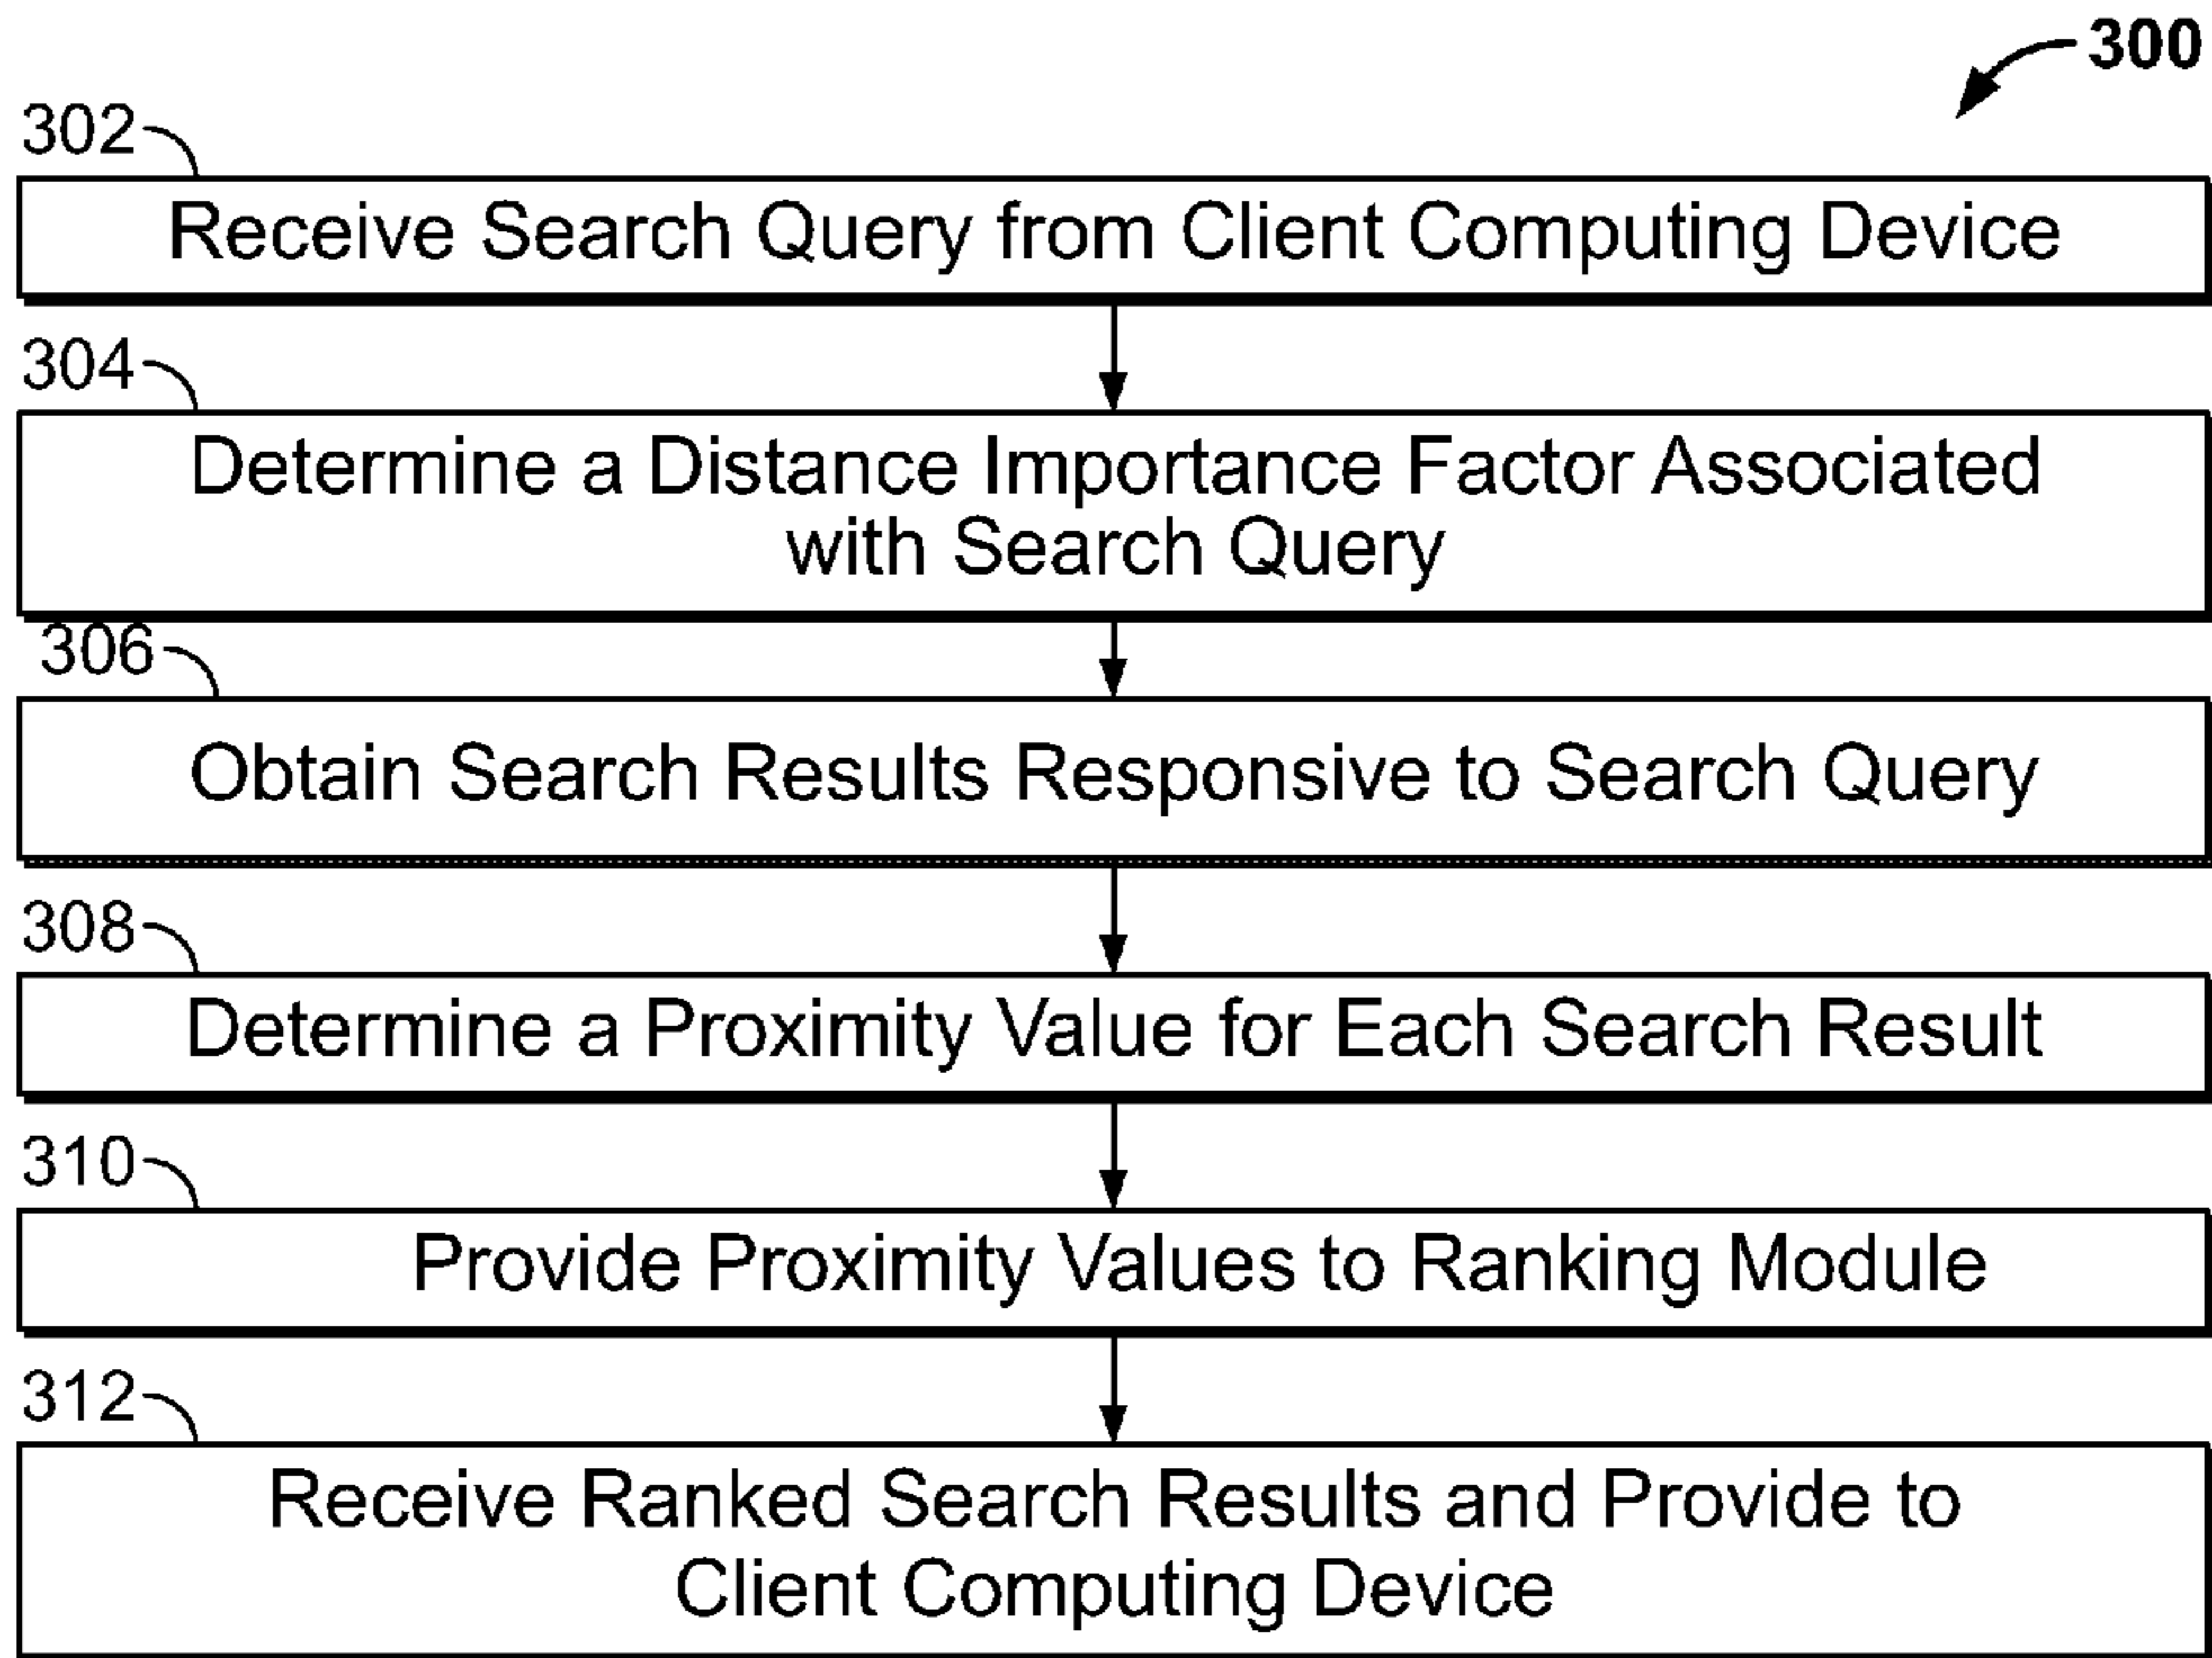 300
302
Receive Search Query from Client Computing Device
304
Determine a Distance Importance Factor Associated
with Search Query
306
Obtain Search Results Responsive to Search Query
308
Determine a Proximity Value for Each Search Result
310
Provide Proximity Values to Ranking Module
312
Receive Ranked Search Results and Provide to
Client Computing Device